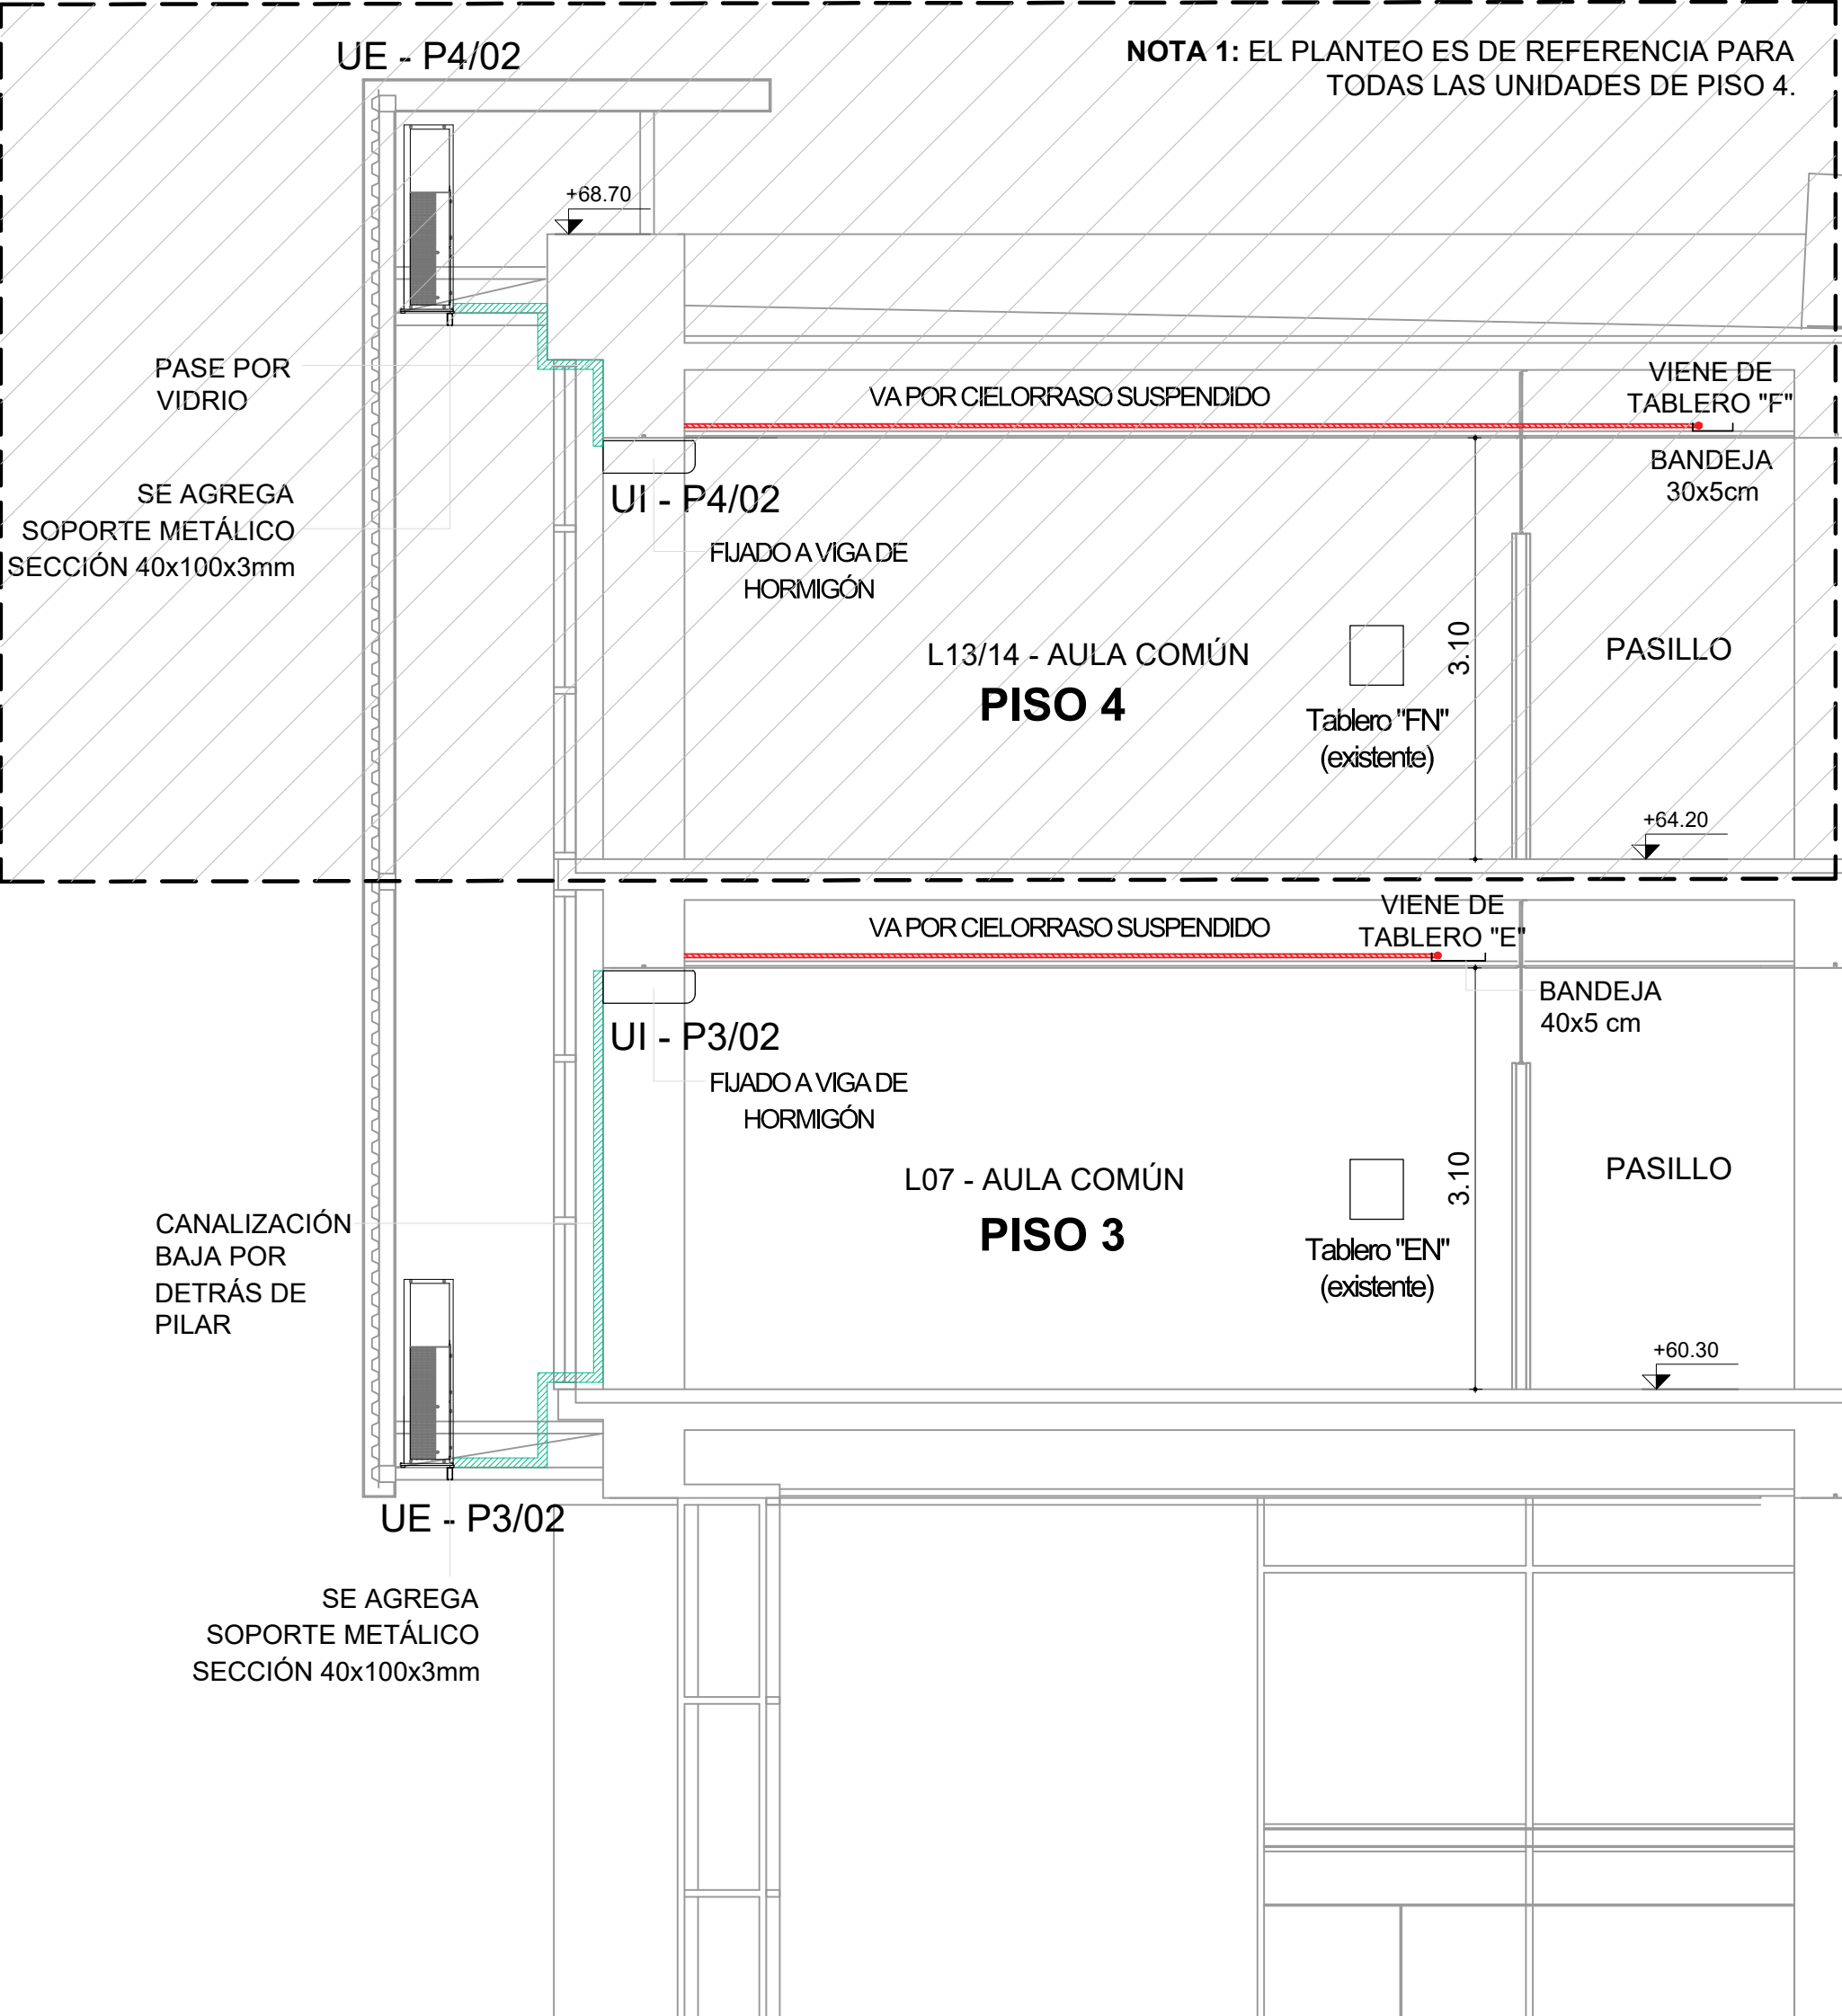 UE - P4/02
NOTA 1: EL PLANTEO ES DE REFERENCIA PARA
TODAS LAS UNIDADES DE PISO 4.
+68.70
PASE POR
VIDRIO
VA POR CIELORRASO SUSPENDIDO
VIENE DE
TABLERO "F"
BANDEJA
30x5cm
SE AGREGA
SOPORTE METÁLICO
SECCIÓN 40x100x3mm
UI - P4/02
FIJADO A VIGA DE
HORMIGÓN
L13/14 - AULA COMÚN
PISO 4
3.10
PASILLO
Tablero "FN"
(existente)
+64.20
VA POR CIELORRASO SUSPENDIDO
VIENE DE
TABLERO "E"
BANDEJA
40x5 cm
UI - P3/02
FIJADO A VIGA DE
HORMIGÓN
L07 - AULA COMÚN
PISO 3
3.10
PASILLO
CANALIZACIÓN
BAJA POR
DETRÁS DE
PILAR
Tablero "EN"
(existente)
+60.30
UE - P3/02
SE AGREGA
SOPORTE METÁLICO
SECCIÓN 40x100x3mm